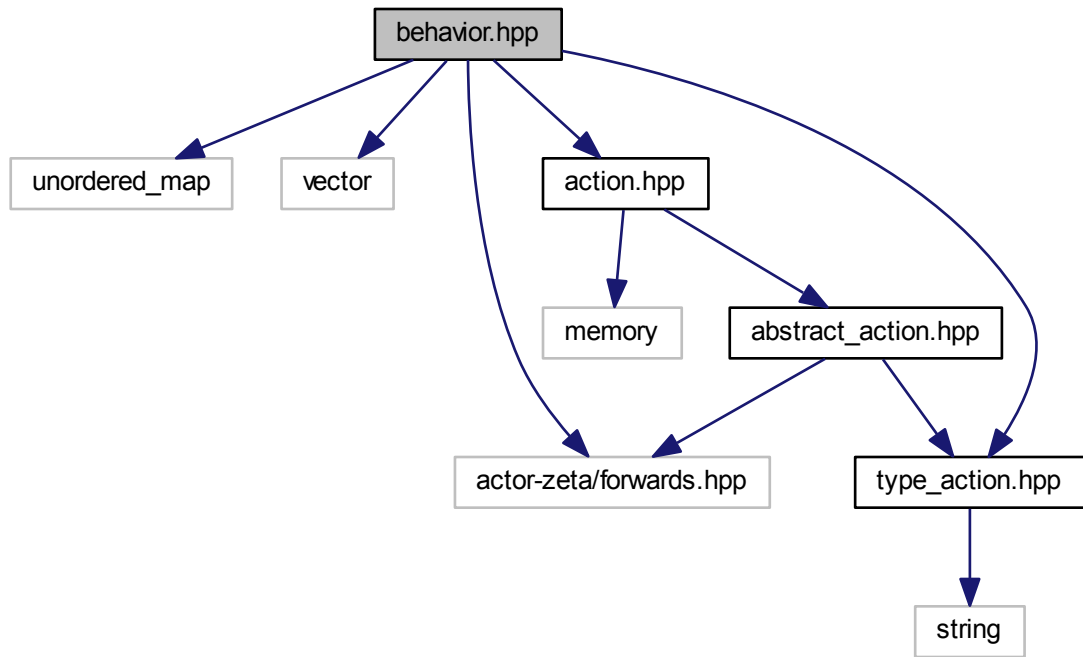 behavior.hpp
unordered_map
vector
action.hpp
memory
abstract_action.hpp
actor-zeta/forwards.hpp
type_action.hpp
string